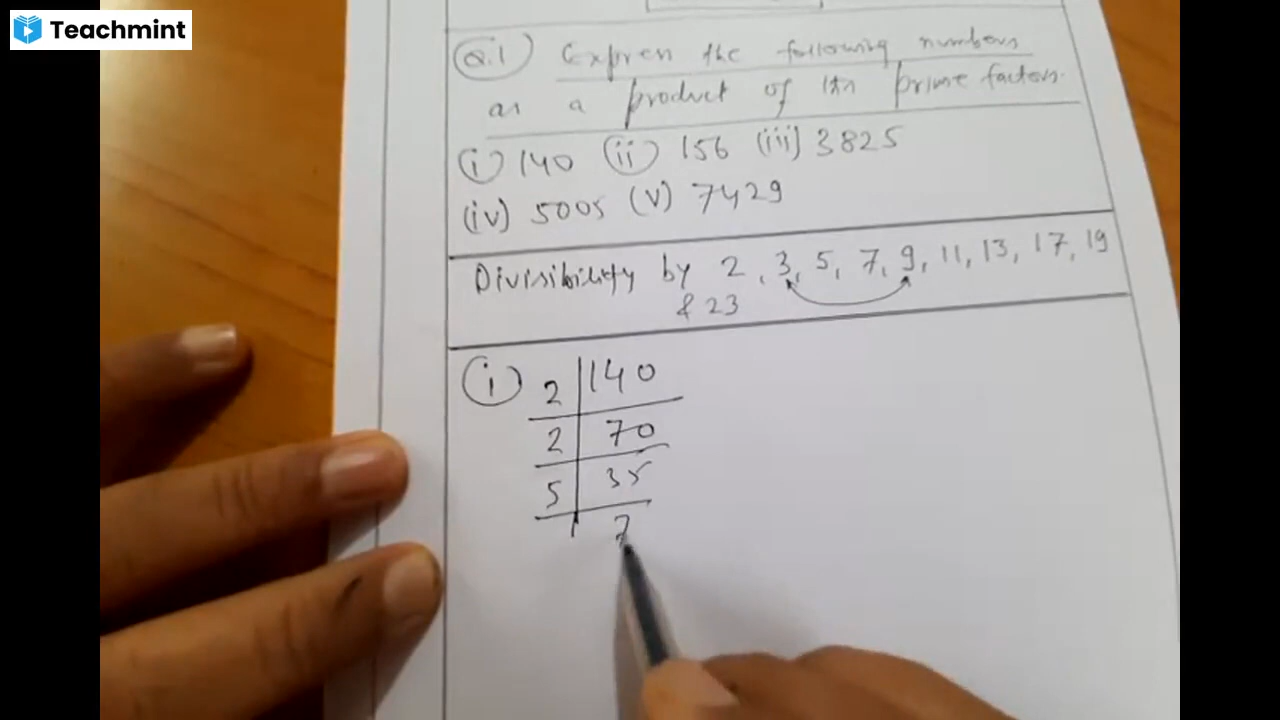 Teachmint
Q.1 Express the following numbers
as a product of its prime factors.
(i) 140 (ii) 156 (iii) 3825
(iv) 5005 (v) 7429
Divisibility by 2, 3, 5, 7, 9, 11, 13, 17, 19
& 23
(i) 2 | 140
2 | 70
5 | 35
7